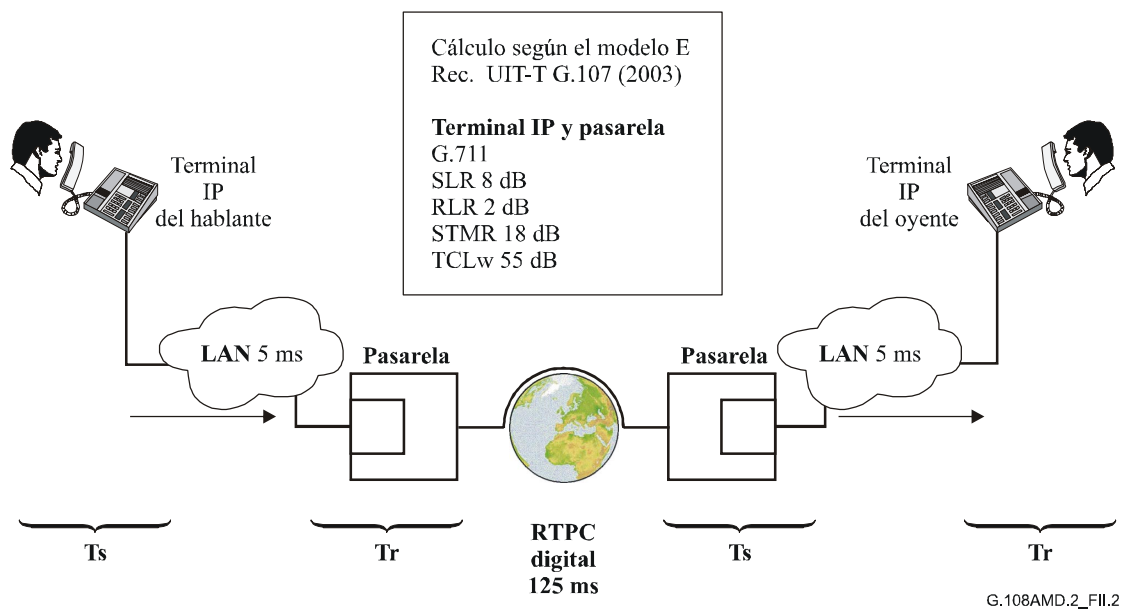 Cálculo según el modelo E
Rec. UIT-T G.107 (2003)
Terminal IP y pasarela
G.711
SLR 8 dB
RLR 2 dB
STMR 18 dB
TCLw 55 dB
Terminal
IP
del hablante
Terminal
IP
del oyente
LAN 5 ms
Pasarela
Pasarela
LAN 5 ms
Ts
Tr
RTPC
digital
125 ms
Ts
Tr
G.108AMD.2_FII.2